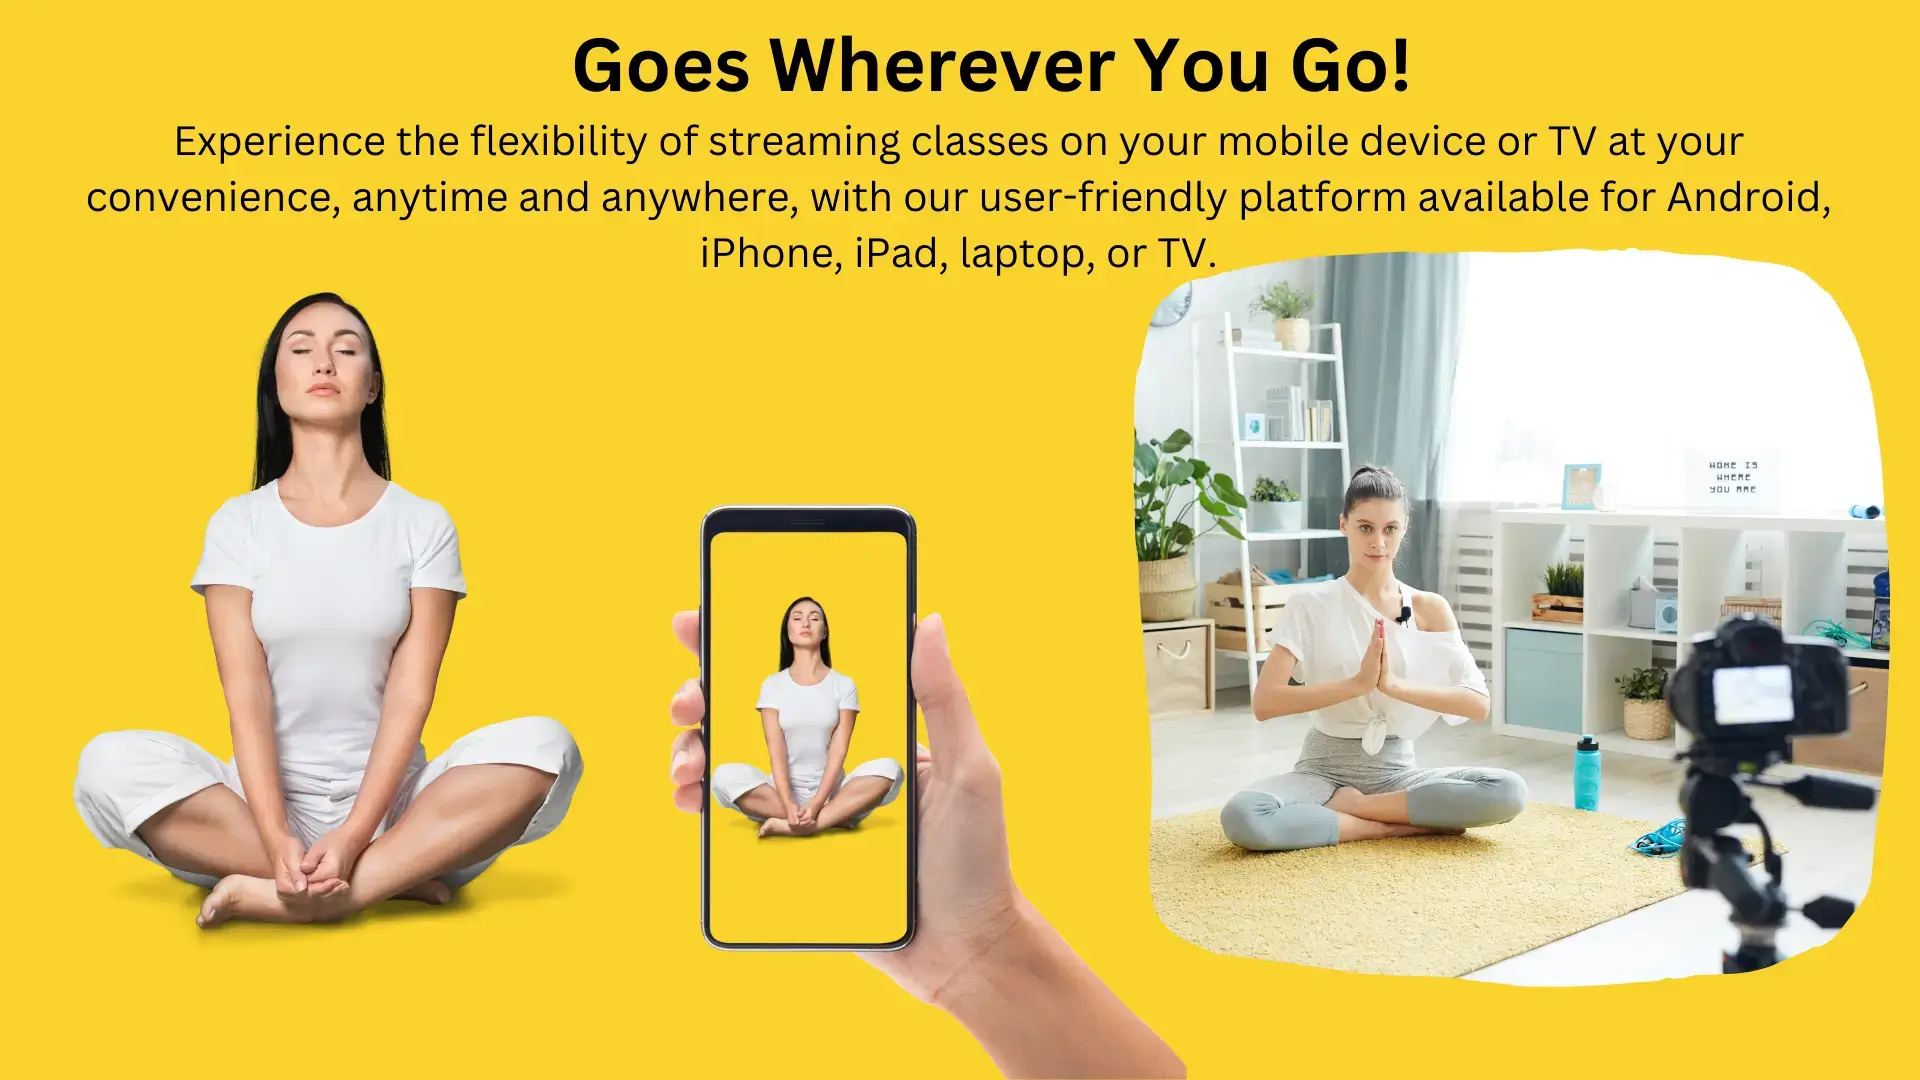 Goes Wherever You Go!
Experience the flexibility of streaming classes on your mobile device or TV at your
convenience, anytime and anywhere, with our user-friendly platform available for Android,
iPhone, iPad, laptop, or TV.
HOME IS
WHERE
YOU ARE